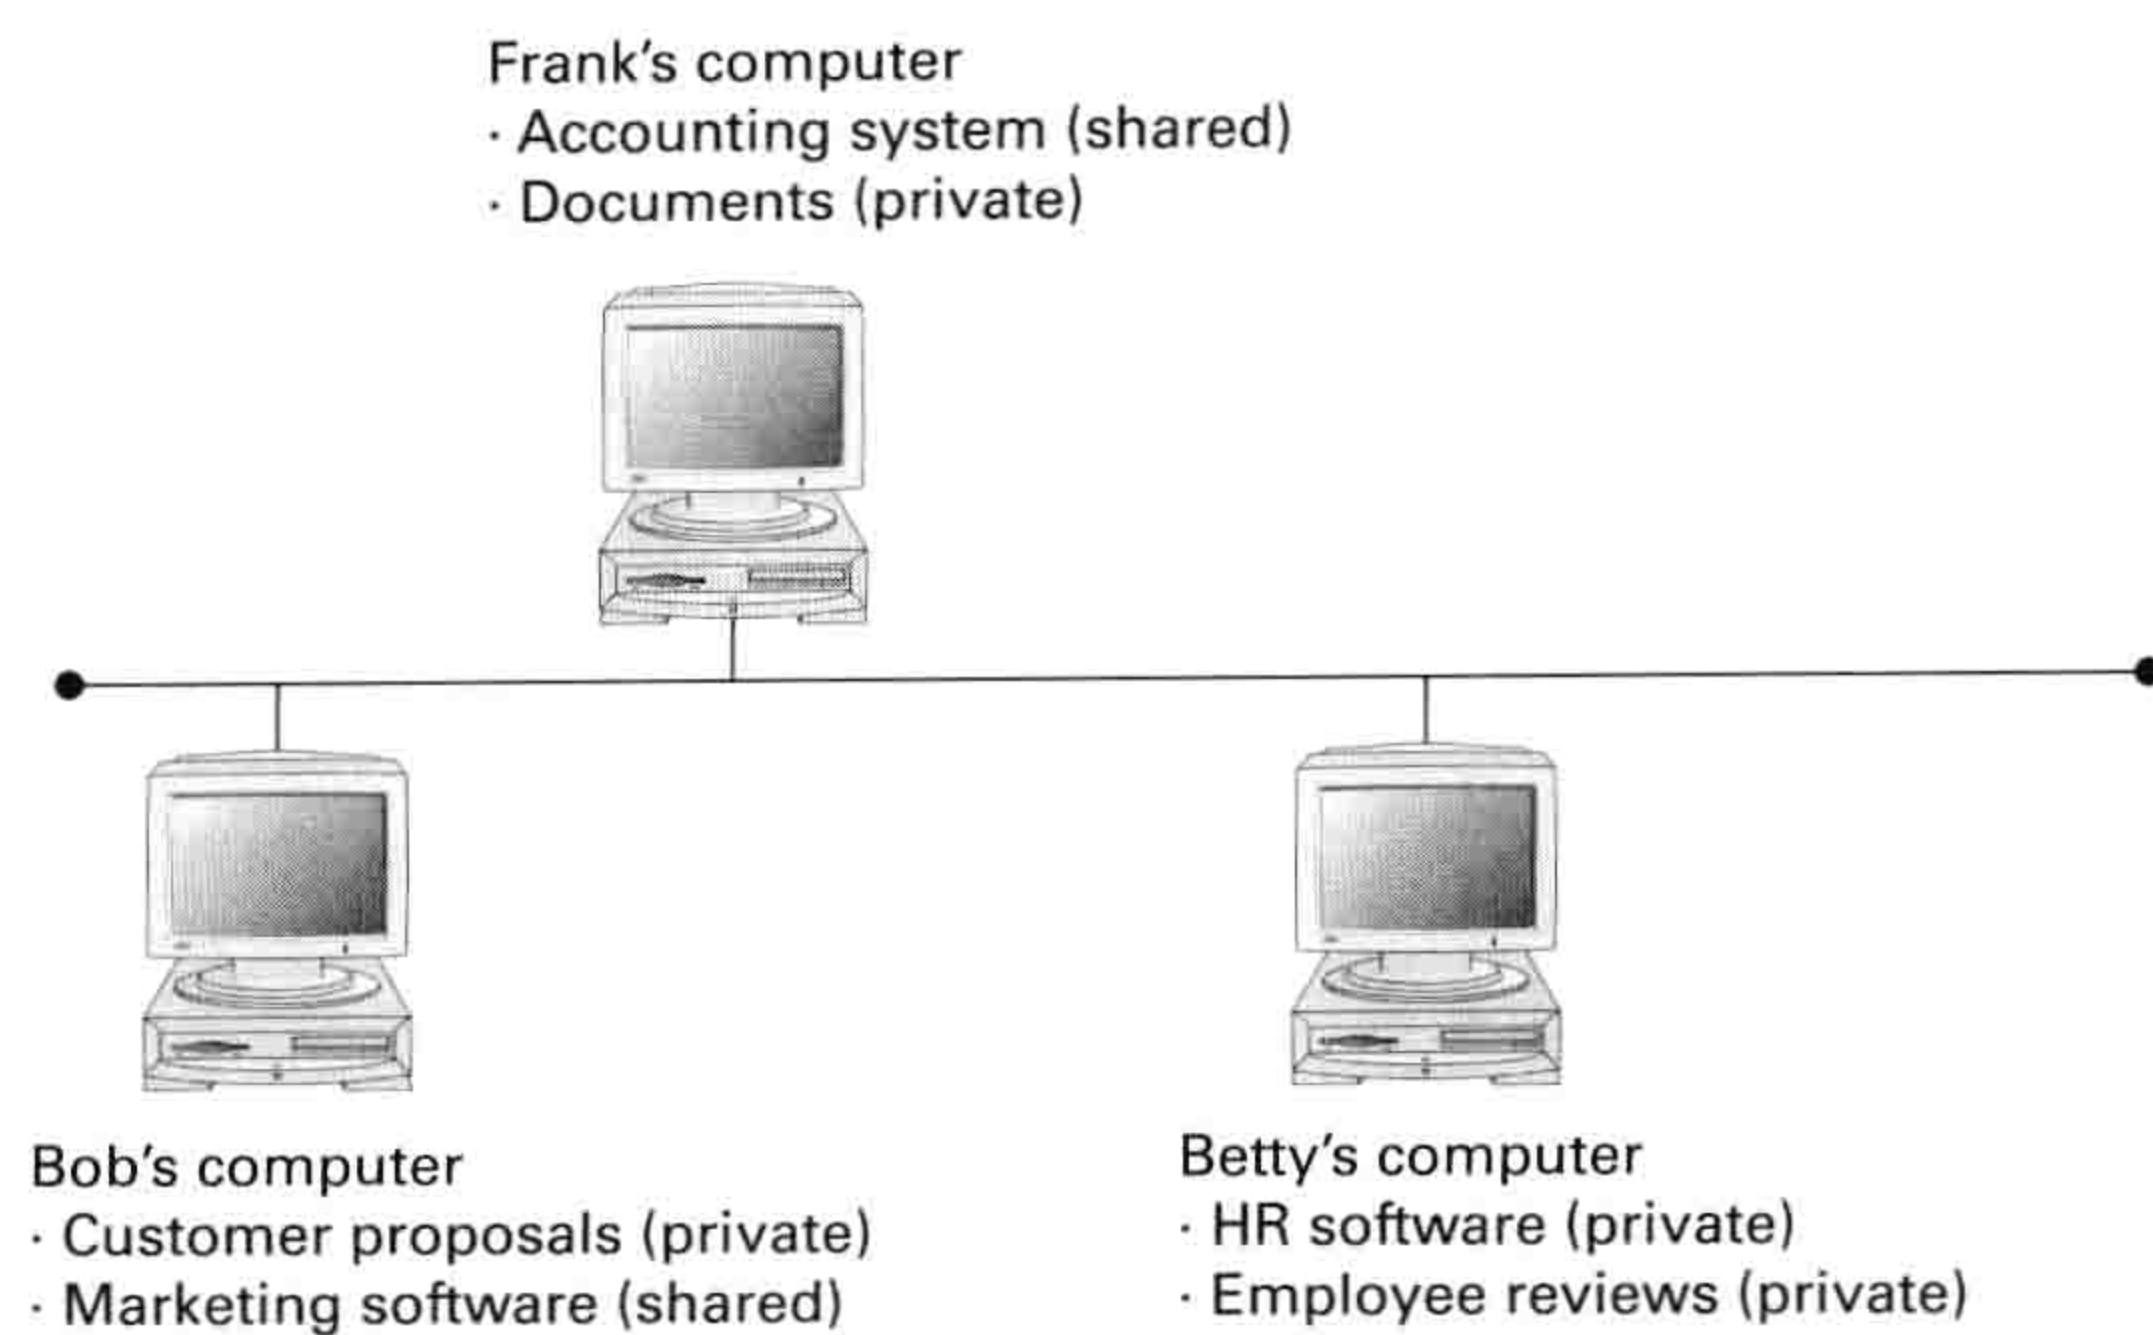 Frank's computer
· Accounting system (shared)
· Documents (private)
Bob's computer
· Customer proposals (private)
· Marketing software (shared)
Betty's computer
· HR software (private)
· Employee reviews (private)